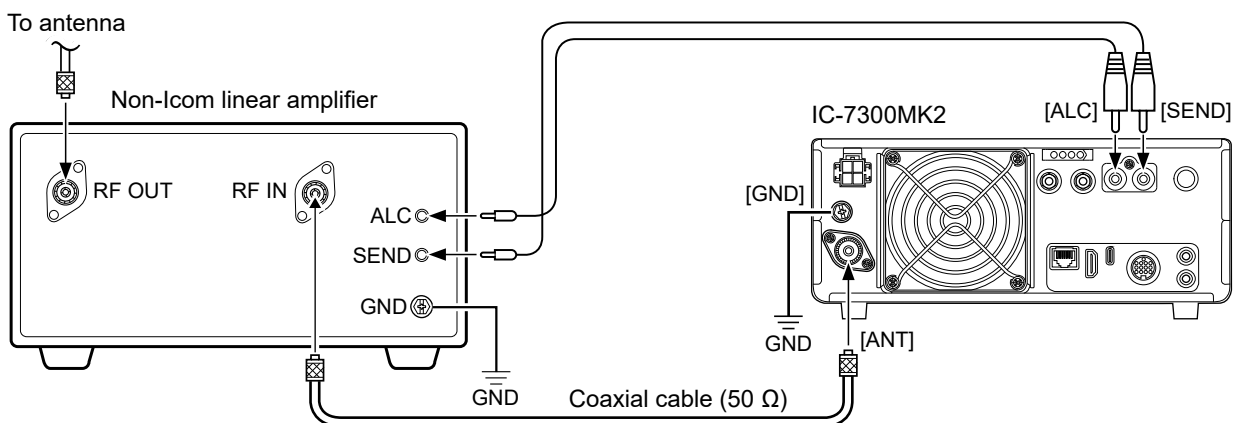 To antenna
Non-Icom linear amplifier
RF OUT
RF IN
ALC
SEND
GND
GND
Coaxial cable (50 Ω)
IC-7300MK2
[ALC]
[SEND]
[GND]
GND
[ANT]